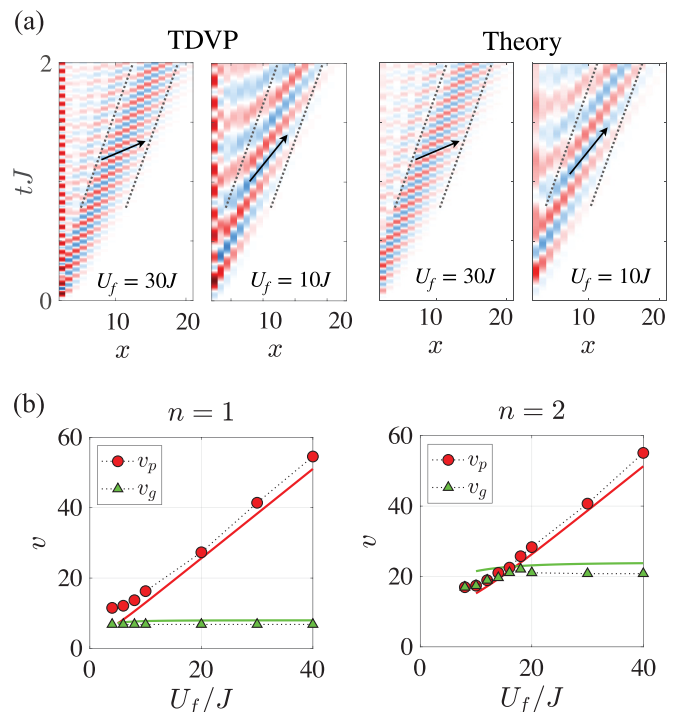 (a)
TDVP Theory
2
tJ
0
U_f = 30J U_f = 10J U_f = 30J U_f = 10J
10 20 10 20 10 20 10 20
x x x x
(b)
n = 1 n = 2
60 60
v_p v_p
v_g v_g
40 40
v v
20 20
0 0
0 20 40 0 20 40
U_f/J U_f/J